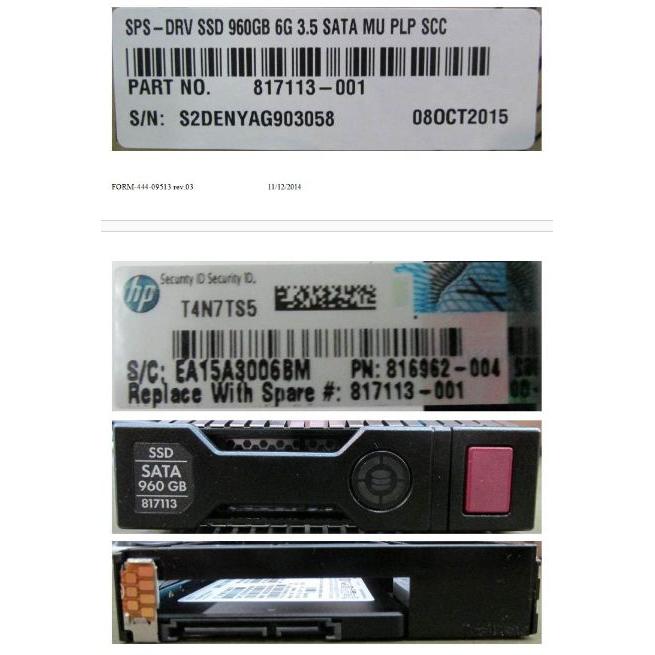 SPS-DRV SSD 960GB 6G 3.5 SATA MU PLP SCC
PART NO. 817113-001
S/N: S2DENYAG903058 08OCT2015
FORM-444-09513 rev.03 11/12/2014
hp Security ID Security ID.
T4N7TS5
S/C: EA15A3006BM PN: 816962-004
Replace With Spare #: 817113-001
SSD
SATA
960 GB
817113